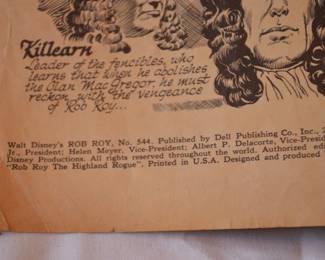 "Killearn"
Leader of the fencibles, who
learns that when he abolishes
the Clan MacGregor, he must
reckon with the vengeance
of Rob Roy...
Walt Disney's ROB ROY, No. 544. Published by Dell Publishing Co., Inc.,
Jr., President; Helen Meyer, Vice-President; Albert P. Delacorte, Vice-President;
Disney Productions. All rights reserved throughout the world. Authorized edi
"Rob Roy The Highland Rogue". Printed in U.S.A. Designed and produced